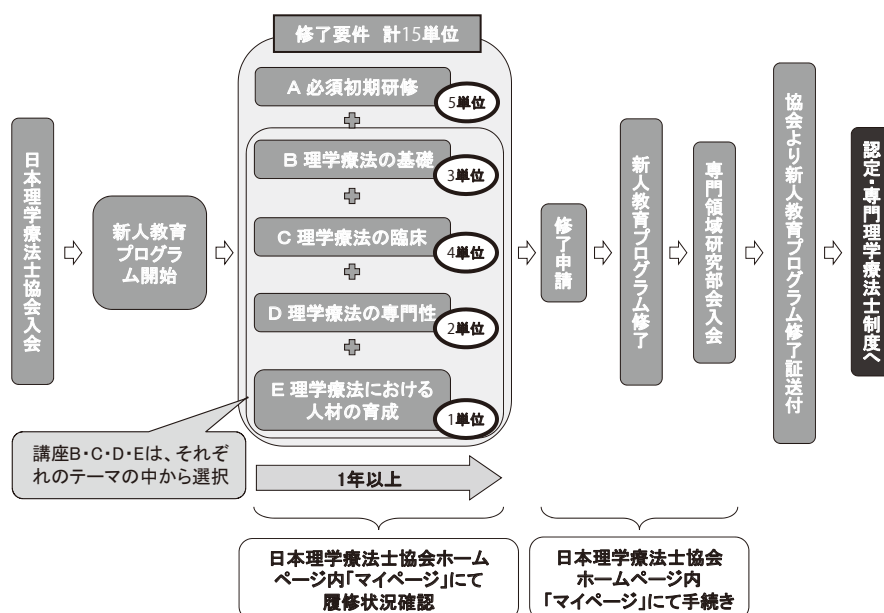 修了要件 計15単位
A 必須初期研修
5単位
B 理学療法の基礎
3単位
C 理学療法の臨床
4単位
D 理学療法の専門性
2単位
E 理学療法における
人材の育成
1単位
日本理学療法士協会入会
新人教育
プログラ
ム開始
修了申請
新人教育プログラム修了
専門領域研究部会入会
協会より新人教育プログラム修了証送付
認定・専門理学療法士制度へ
講座B・C・D・Eは、それぞ
れのテーマの中から選択
1年以上
日本理学療法士協会ホーム
ページ内「マイページ」にて
履修状況確認
日本理学療法士協会
ホームページ内
「マイページ」にて手続き